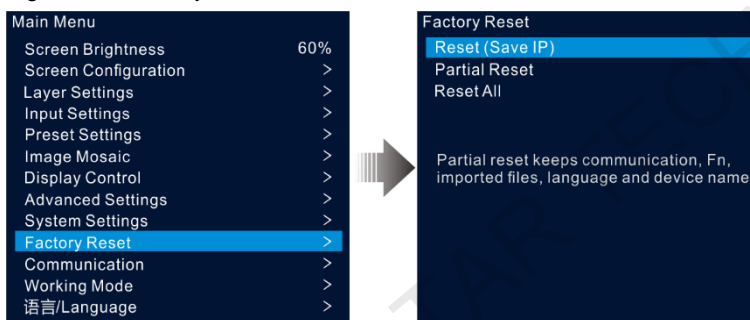 Main Menu
Screen Brightness 60%
Screen Configuration >
Layer Settings >
Input Settings >
Preset Settings >
Image Mosaic >
Display Control >
Advanced Settings >
System Settings >
Factory Reset >
Communication >
Working Mode >
语言/Language >
Factory Reset
Reset (Save IP)
Partial Reset
Reset All
Partial reset keeps communication, Fn,
imported files, language and device name